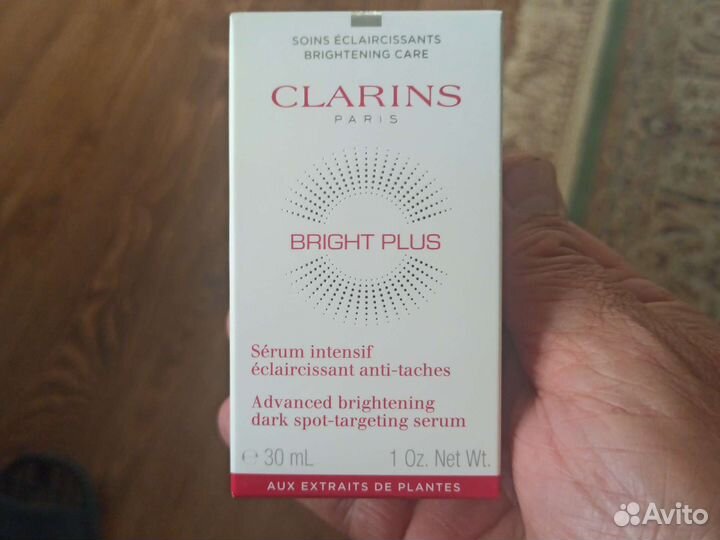 SOINS ÉCLAIRCISSANTS
BRIGHTENING CARE
CLARINS
PARIS
BRIGHT PLUS
Sérum intensif
éclaircissant anti-taches
Advanced brightening
dark spot-targeting serum
℮ 30 mL 1 Oz. Net Wt.
AUX EXTRAITS DE PLANTES
Avito